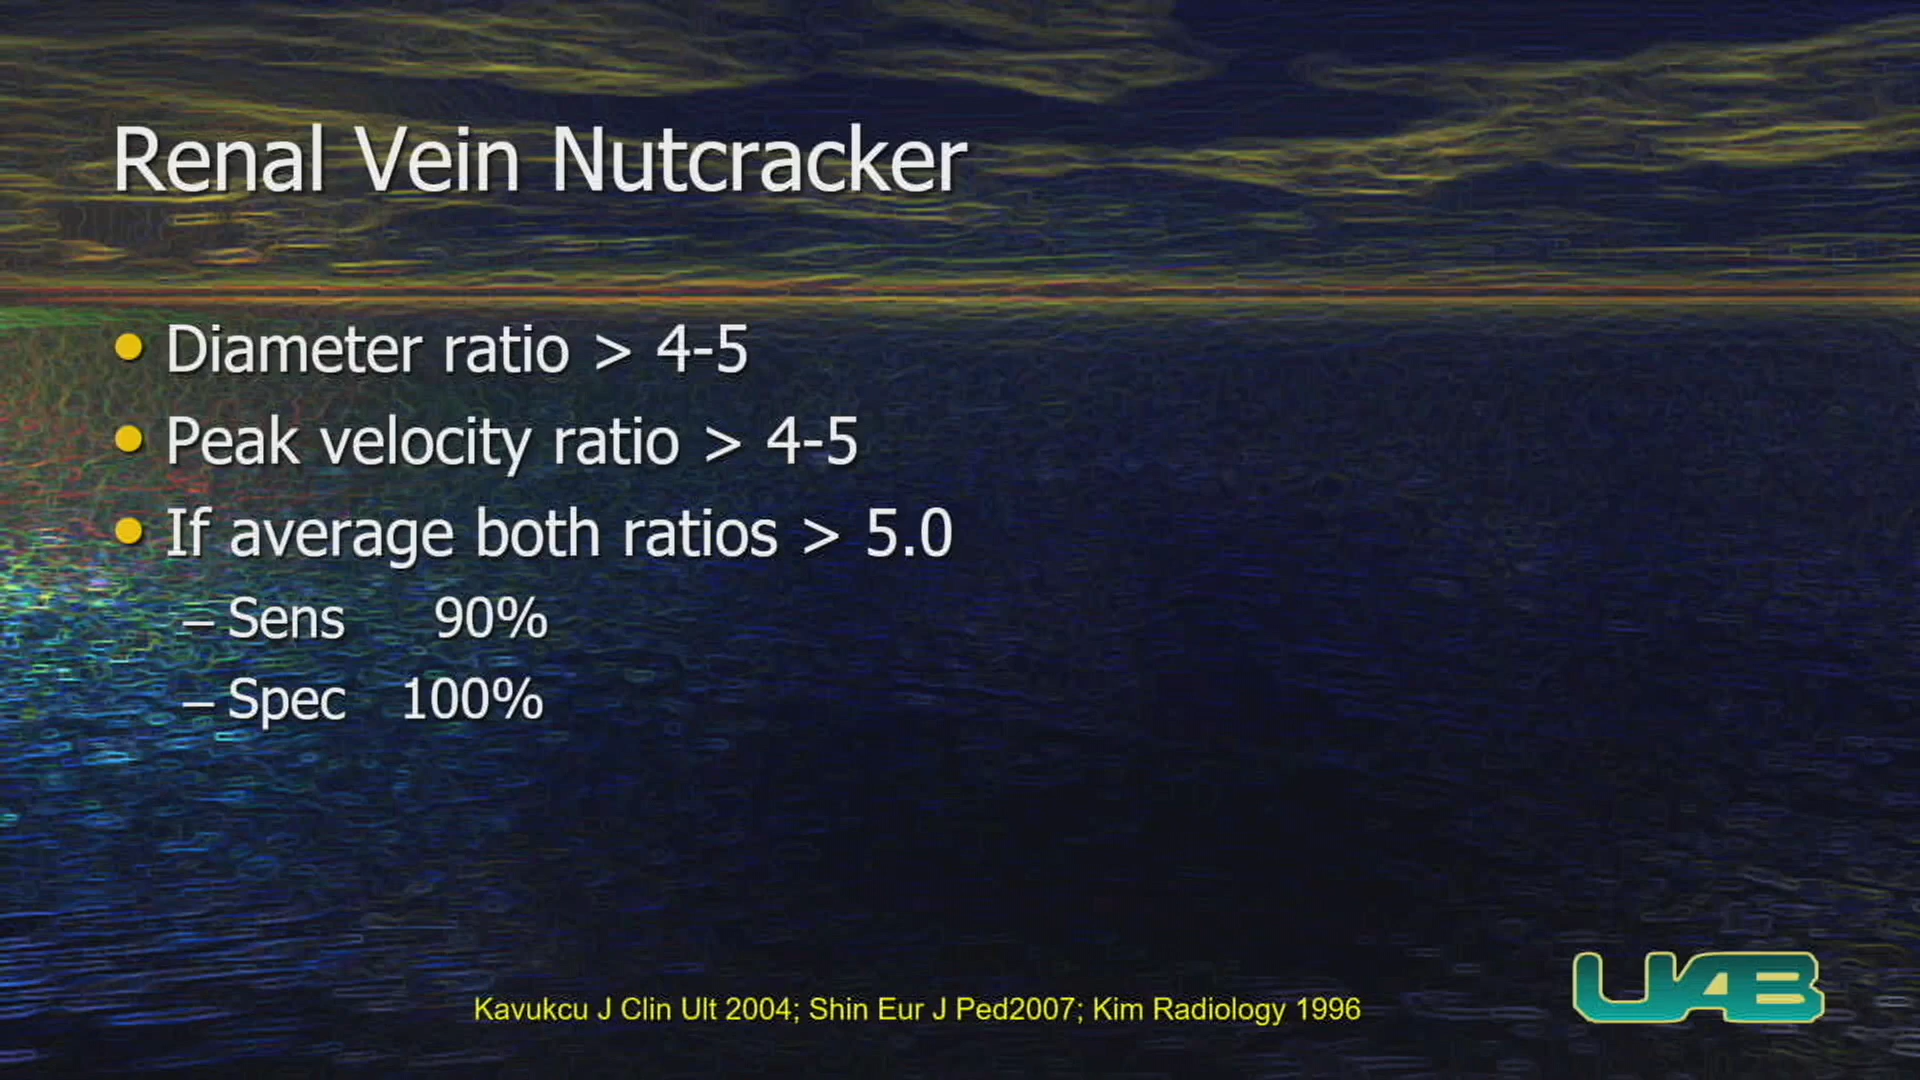 Renal Vein Nutcracker
• Diameter ratio > 4-5
• Peak velocity ratio > 4-5
• If average both ratios > 5.0
– Sens 90%
– Spec 100%
Kavukcu J Clin Ult 2004; Shin Eur J Ped2007; Kim Radiology 1996
UAB